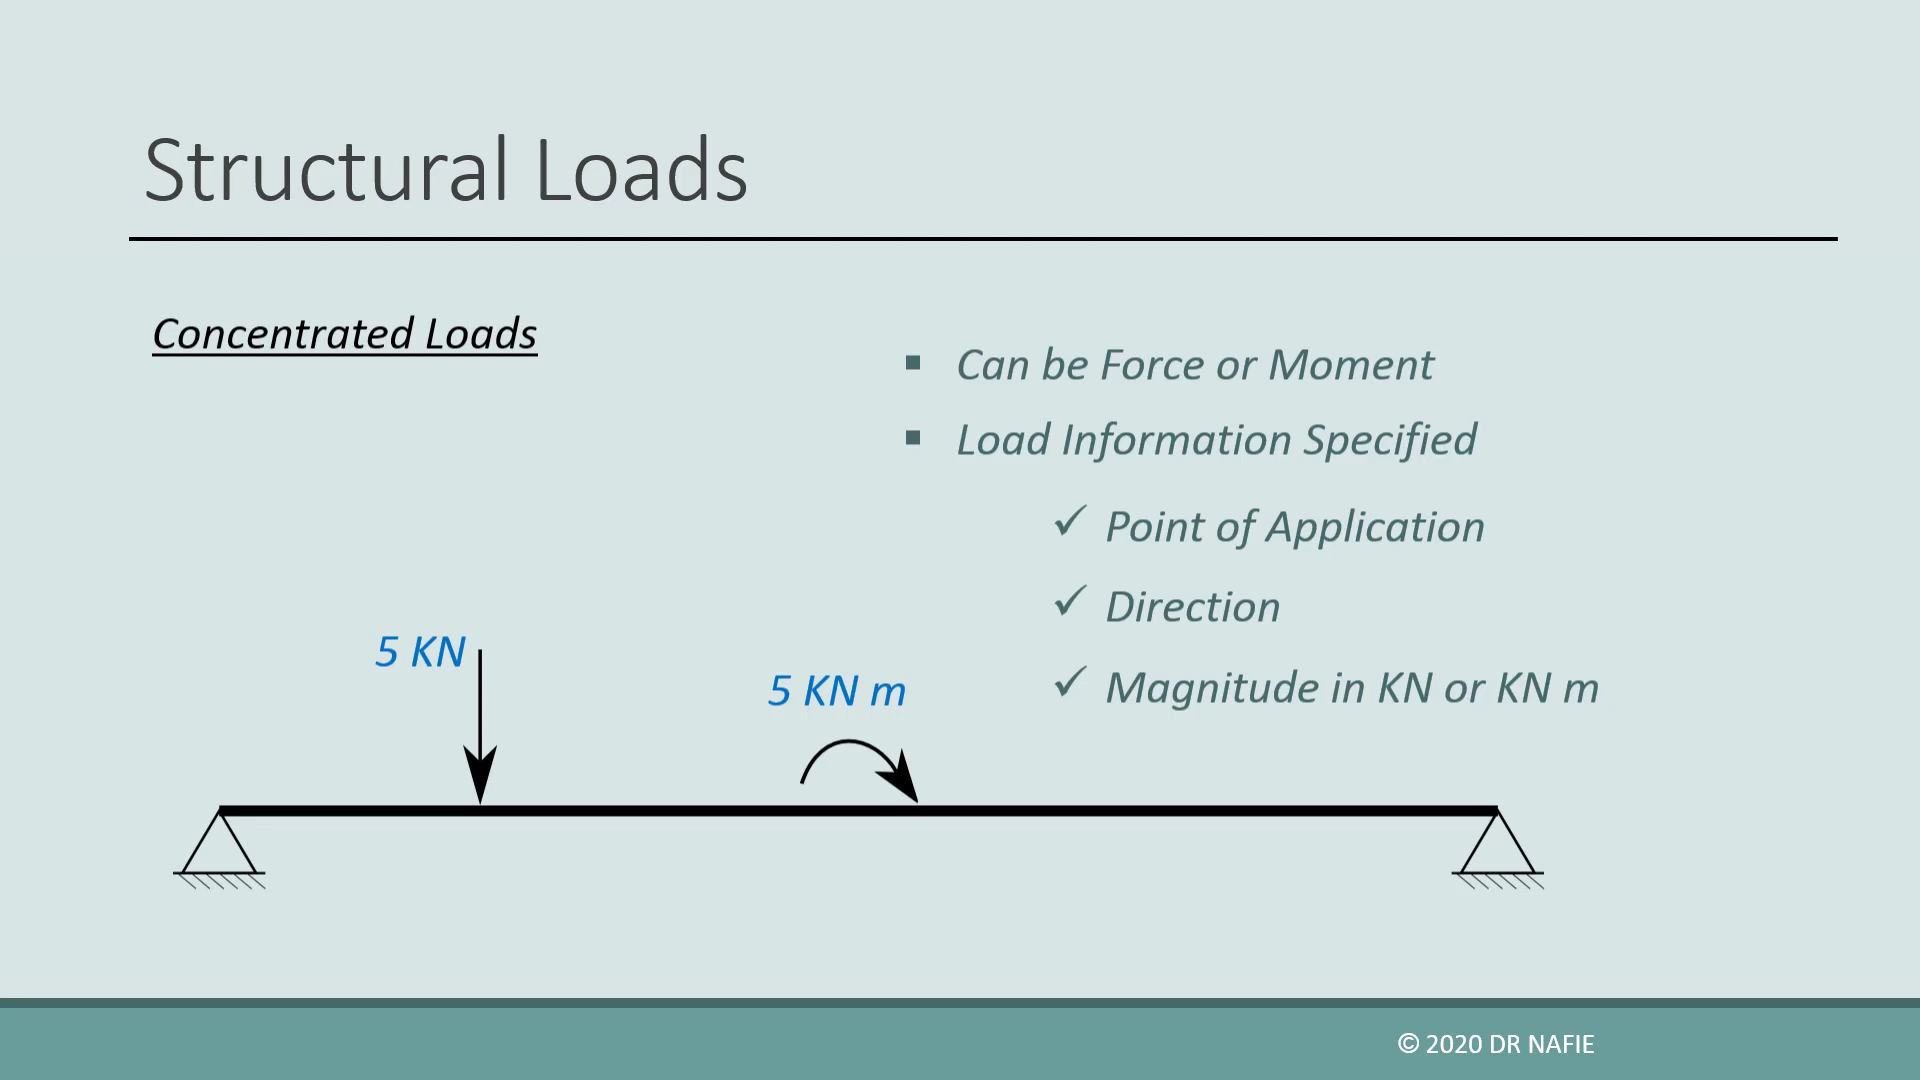 Structural Loads
Concentrated Loads
▪ Can be Force or Moment
▪ Load Information Specified
✓ Point of Application
✓ Direction
✓ Magnitude in KN or KN m
5 KN
5 KN m
© 2020 DR NAFIE